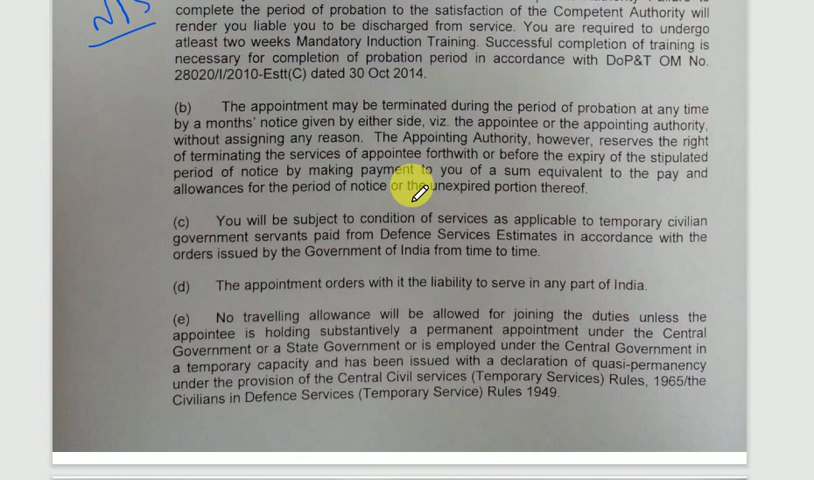 complete the period of probation to the satisfaction of the Competent Authority will
render you liable you to be discharged from service. You are required to undergo
atleast two weeks Mandatory Induction Training. Successful completion of training is
necessary for completion of probation period in accordance with DoP&T OM No.
28020/I/2010-Estt(C) dated 30 Oct 2014.
(b) The appointment may be terminated during the period of probation at any time
by a months' notice given by either side, viz. the appointee or the appointing authority,
without assigning any reason. The Appointing Authority, however, reserves the right
of terminating the services of appointee forthwith or before the expiry of the stipulated
period of notice by making payment to you of a sum equivalent to the pay and
allowances for the period of notice or the unexpired portion thereof.
(c) You will be subject to condition of services as applicable to temporary civilian
government servants paid from Defence Services Estimates in accordance with the
orders issued by the Government of India from time to time.
(d) The appointment orders with it the liability to serve in any part of India.
(e) No travelling allowance will be allowed for joining the duties unless the
appointee is holding substantively a permanent appointment under the Central
Government or a State Government or is employed under the Central Government in
a temporary capacity and has been issued with a declaration of quasi-permanency
under the provision of the Central Civil services (Temporary Services) Rules, 1965/the
Civilians in Defence Services (Temporary Service) Rules 1949.